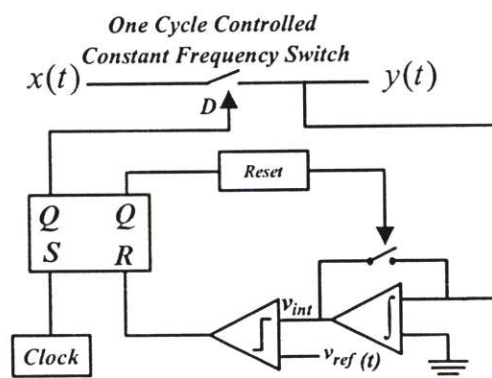 One Cycle Controlled
Constant Frequency Switch
x(t)
y(t)
D
Reset
Q Q
S R
Clock
v_int
v_ref (t)
∫